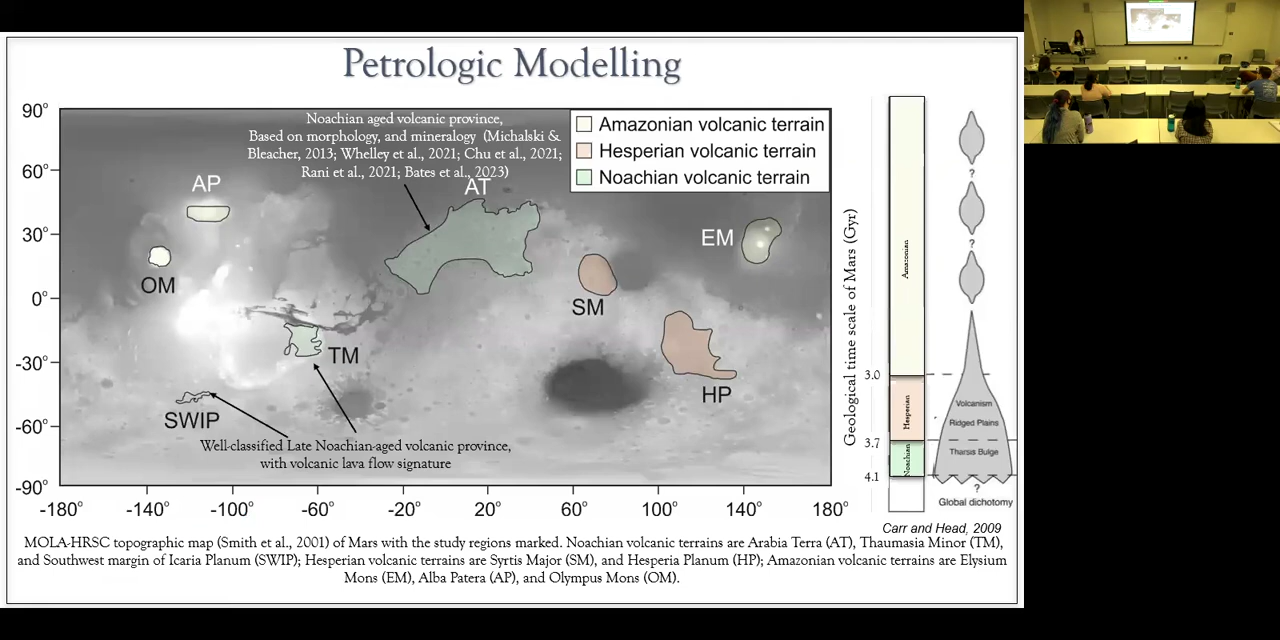 Petrologic Modelling
90°
60°
30°
0°
-30°
-60°
-90°
-180°
-140°
-100°
-60°
-20°
20°
60°
100°
140°
180°
Noachian aged volcanic province,
Based on morphology, and mineralogy (Michalski &
Bleacher, 2013; Whelley et al., 2021; Chu et al., 2021;
Rani et al., 2021; Bates et al., 2023)
Amazonian volcanic terrain
Hesperian volcanic terrain
Noachian volcanic terrain
AP
AT
OM
EM
SM
TM
HP
SWIP
Well-classified Late Noachian-aged volcanic province,
with volcanic lava flow signature
Geological time scale of Mars (Gyr)
Amazonian
Hesperian
Noachian
3.0
3.7
4.1
?
?
Volcanism
Ridged Plains
Tharsis Bulge
?
Global dichotomy
Carr and Head, 2009
MOLA-HRSC topographic map (Smith et al., 2001) of Mars with the study regions marked. Noachian volcanic terrains are Arabia Terra (AT), Thaumasia Minor (TM),
and Southwest margin of Icaria Planum (SWIP); Hesperian volcanic terrains are Syrtis Major (SM), and Hesperia Planum (HP); Amazonian volcanic terrains are Elysium
Mons (EM), Alba Patera (AP), and Olympus Mons (OM).